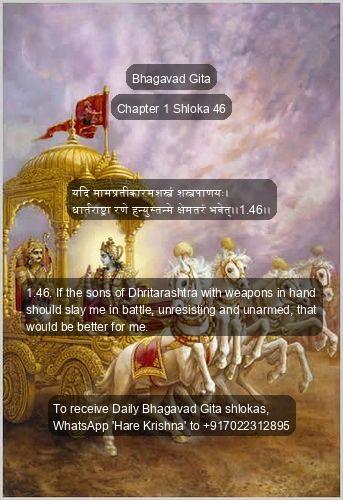 Bhagavad Gita
Chapter 1 Shloka 46
यदि मामप्रतीकारमशस्त्रं शस्त्रपाणयः।
धार्तराष्ट्रा रणे हन्युस्तन्मे क्षेमतरं भवेत्।।1.46।।
1.46. If the sons of Dhritarashtra with weapons in hand
should slay me in battle, unresisting and unarmed, that
would be better for me.
To receive Daily Bhagavad Gita shlokas,
WhatsApp 'Hare Krishna' to +917022312895